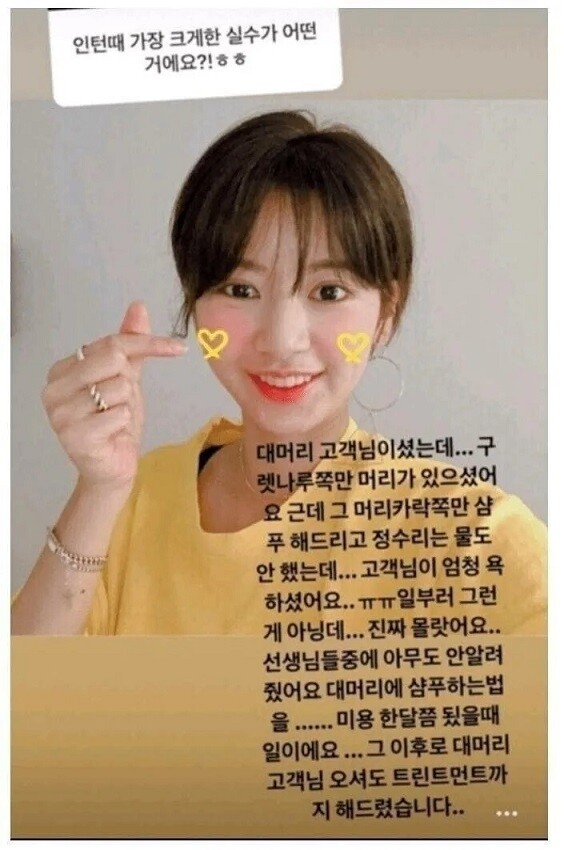 인턴때 가장 크게한 실수가 어떤
거에요?!ㅎㅎ
대머리 고객님이셨는데... 구
렛나루쪽만 머리가 있으셨어
요 근데 그 머리카락쪽만 샴
푸 해드리고 정수리는 물도
안 했는데... 고객님이 엄청 욕
하셨어요.. ㅠㅠ일부러 그런
게 아닝데... 진짜 몰랏어요..
선생님들중에 아무도 안알려
줬어요 대머리에 샴푸하는법
을 ...... 미용 한달쯤 됬을때
일이에요 ... 그 이후로 대머리
고객님 오셔도 트린트먼트까
지 해드렸습니다..